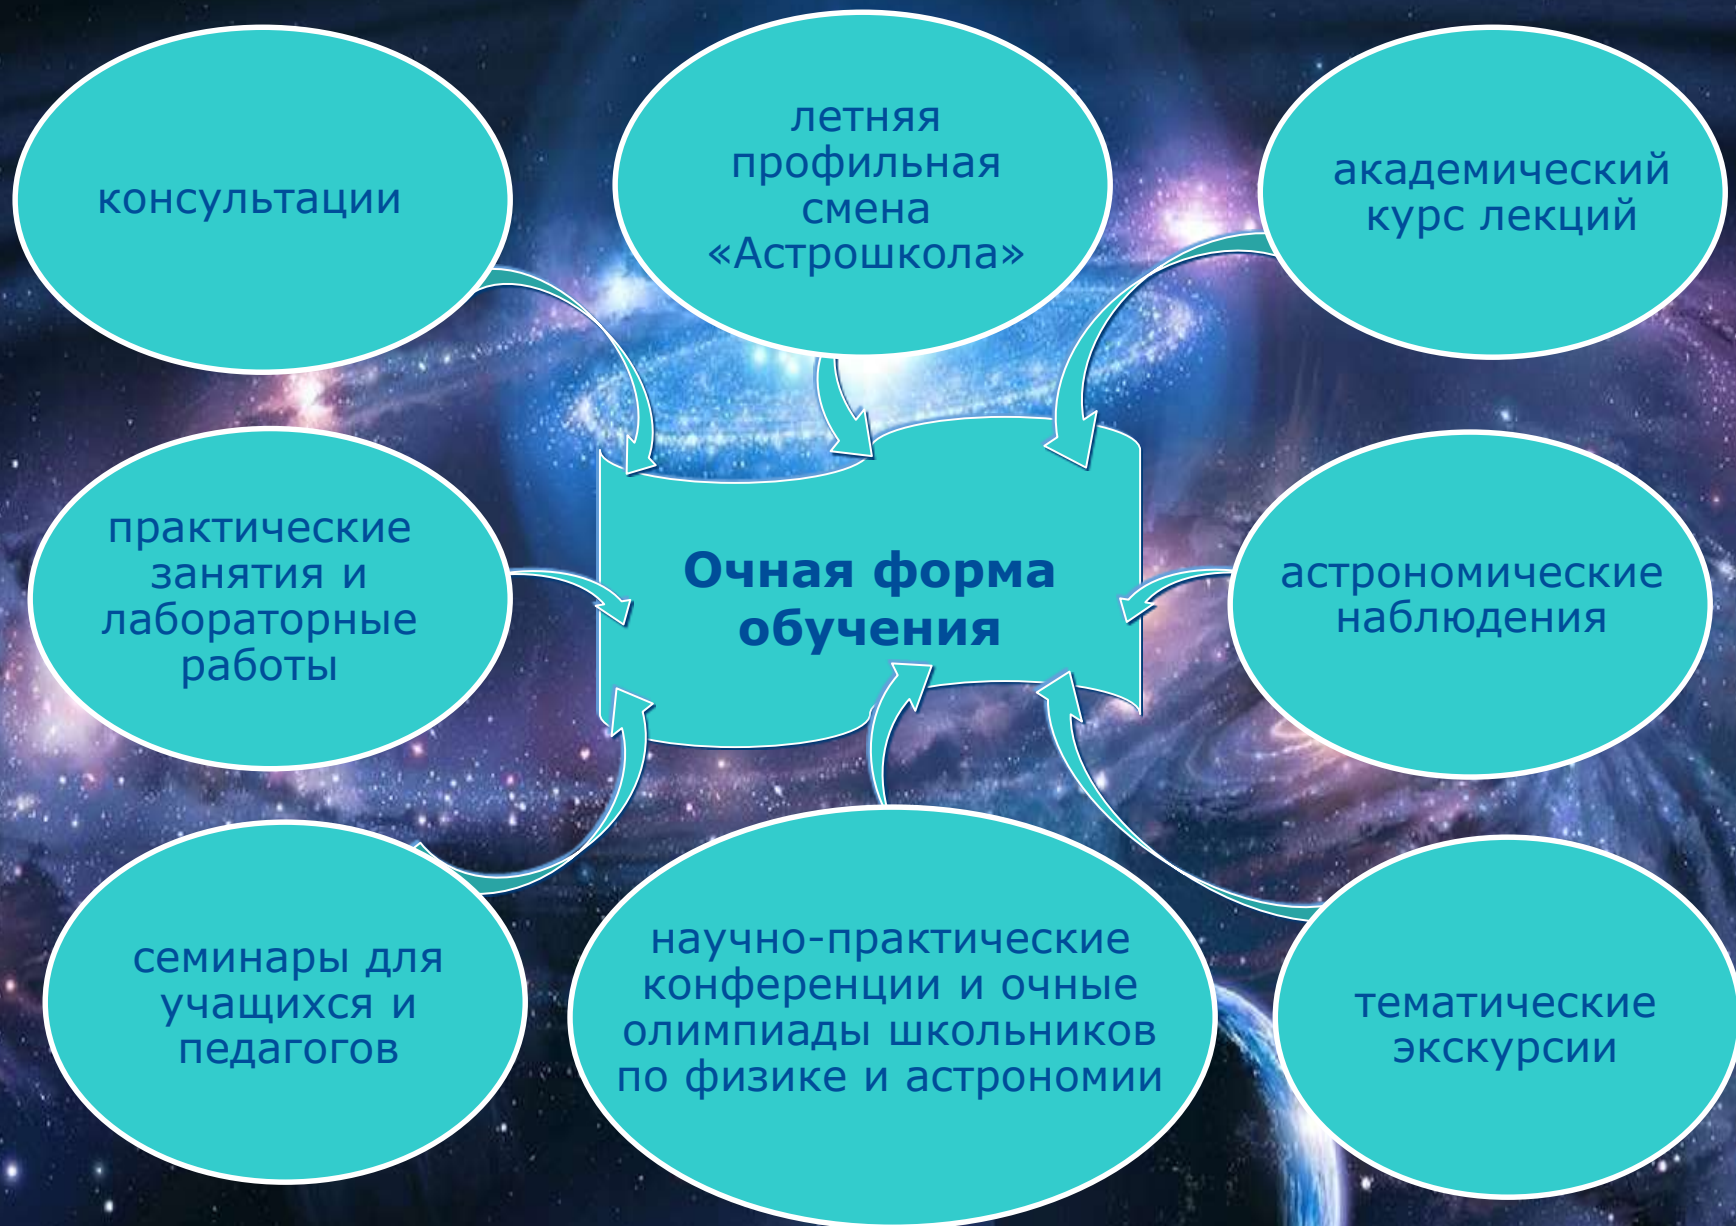 консультации
летняя
профильная
смена
«Астрошкола»
академический
курс лекций
практические
занятия и
лабораторные
работы
Очная форма
обучения
астрономические
наблюдения
семинары для
учащихся и
педагогов
научно-практические
конференции и очные
олимпиады школьников
по физике и астрономии
тематические
экскурсии